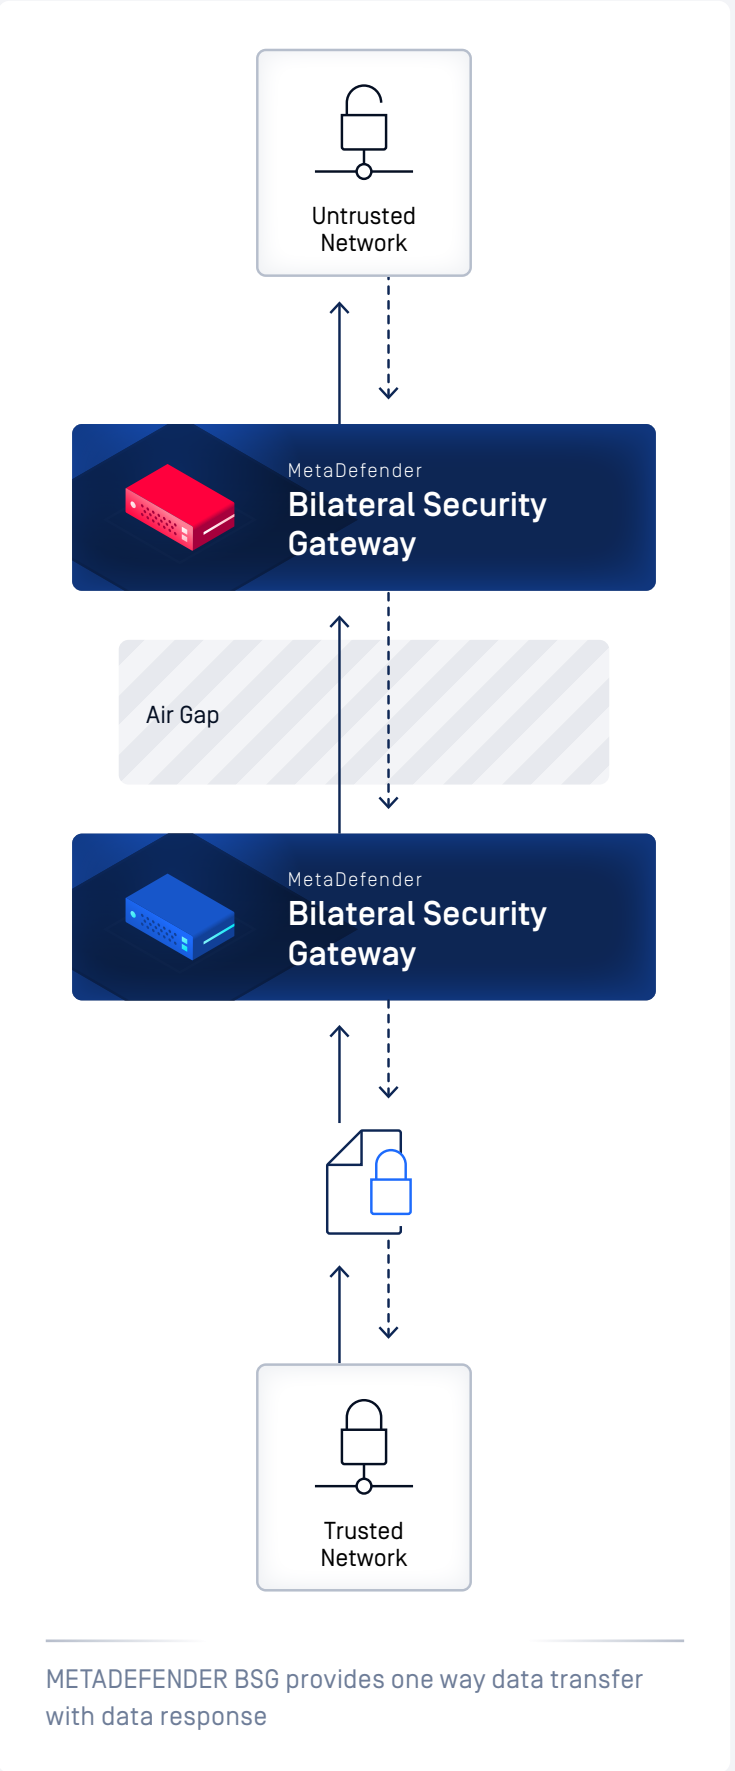 Untrusted
Network
MetaDefender
Bilateral Security
Gateway
Air Gap
MetaDefender
Bilateral Security
Gateway
Trusted
Network
METADEFENDER BSG provides one way data transfer
with data response